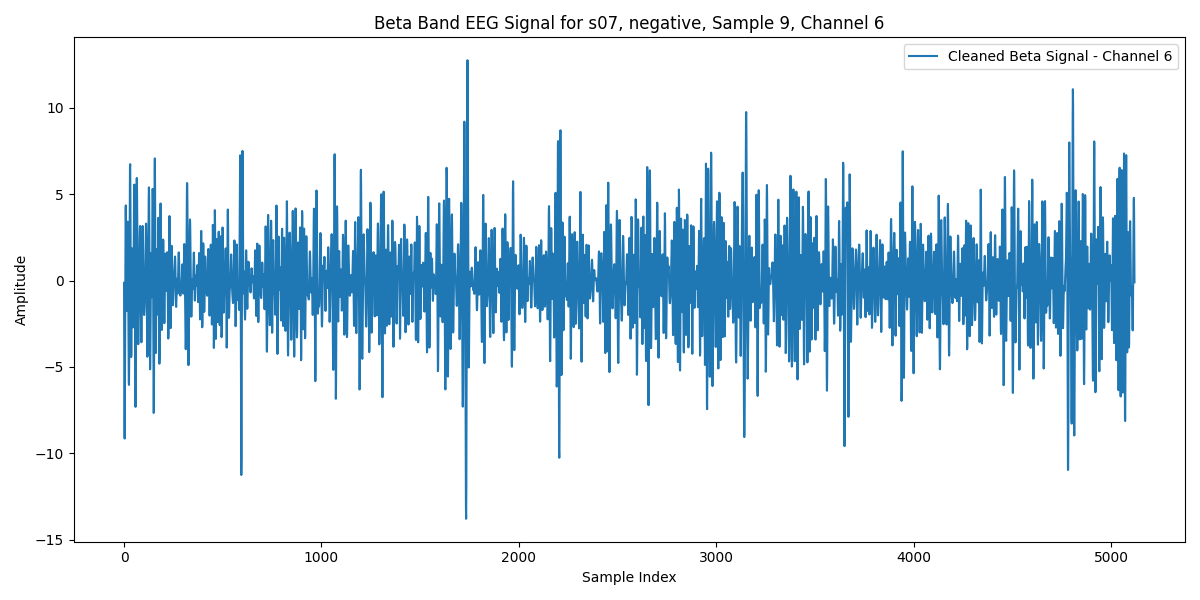 Beta Band EEG Signal for s07, negative, Sample 9, Channel 6
Cleaned Beta Signal - Channel 6
Amplitude
10
5
0
−5
−10
−15
0 1000 2000 3000 4000 5000
Sample Index